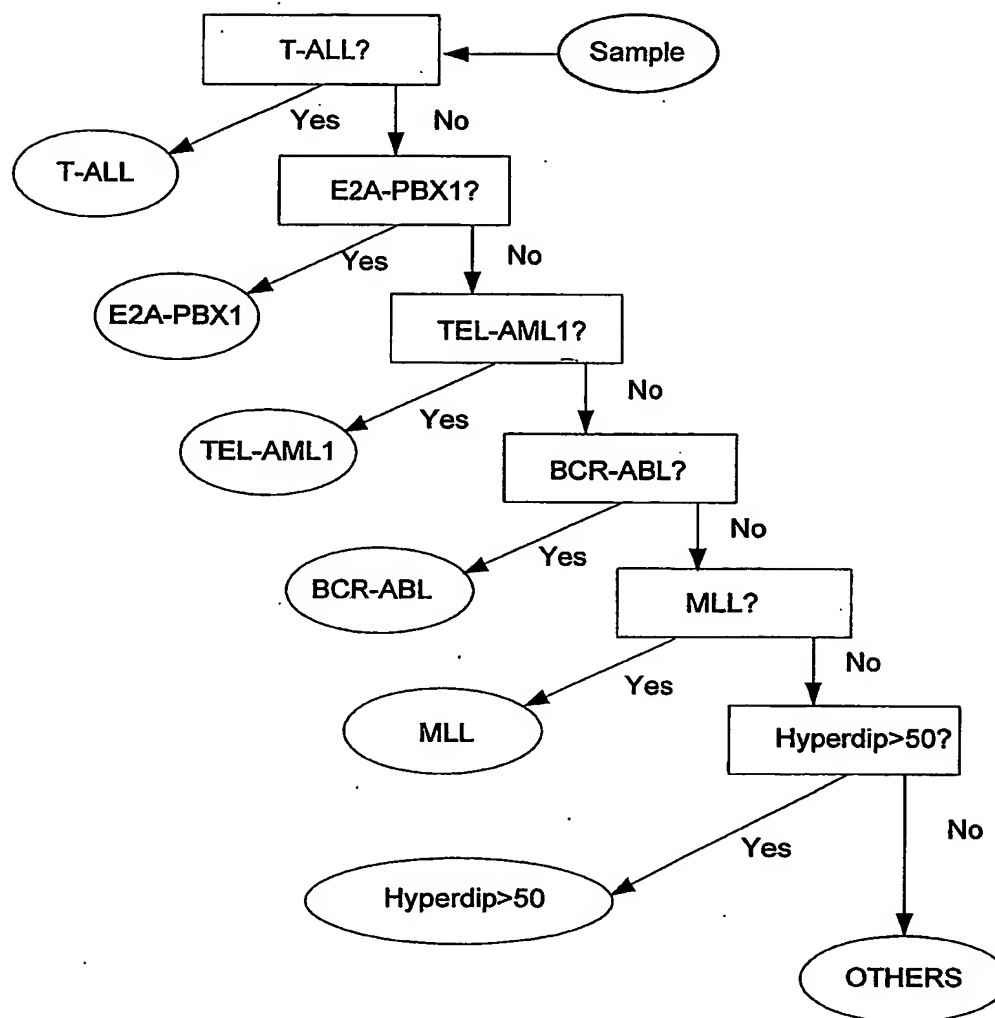 T-ALL?
Sample
Yes
No
T-ALL
E2A-PBX1?
Yes
No
E2A-PBX1
TEL-AML1?
Yes
No
TEL-AML1
BCR-ABL?
Yes
No
BCR-ABL
MLL?
Yes
No
MLL
Hyperdip>50?
Yes
No
Hyperdip>50
OTHERS